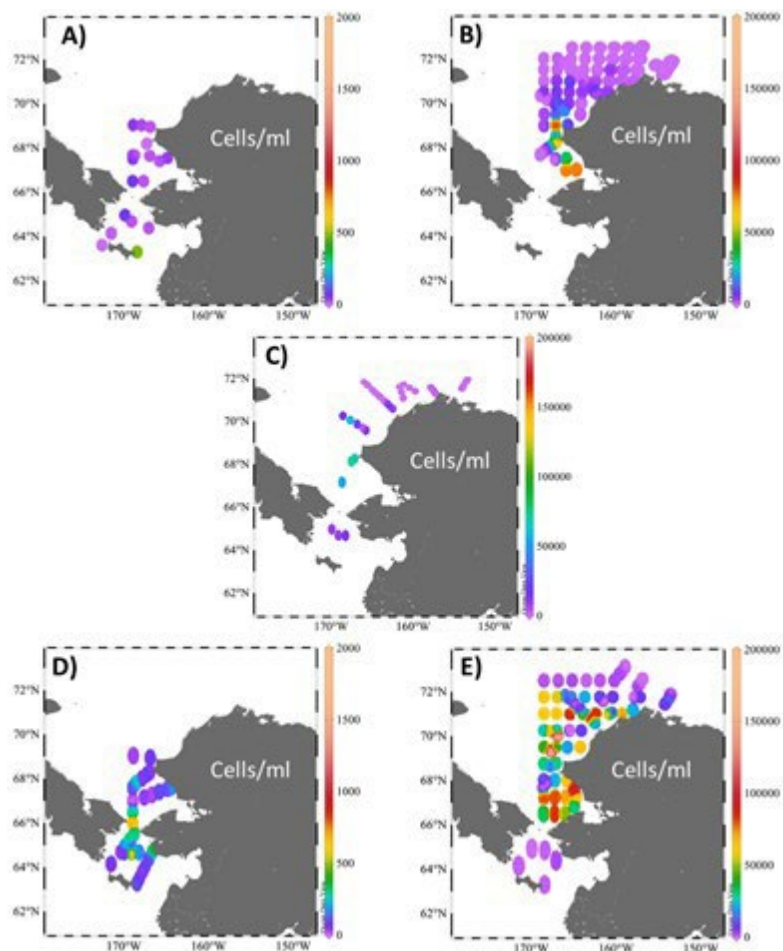 A)
2000
72°N
1500
70°N
Cells/ml
68°N
1000
66°N
500
64°N
62°N
0
170°W 160°W 150°W
B)
200000
72°N
150000
70°N
Cells/ml
68°N
100000
66°N
50000
64°N
62°N
0
170°W 160°W 150°W
C)
200000
72°N
150000
70°N
Cells/ml
68°N
100000
66°N
50000
64°N
62°N
0
170°W 160°W 150°W
D)
2000
72°N
1500
70°N
Cells/ml
68°N
1000
66°N
500
64°N
62°N
0
170°W 160°W 150°W
E)
200000
72°N
150000
70°N
Cells/ml
68°N
100000
66°N
50000
64°N
62°N
0
170°W 160°W 150°W